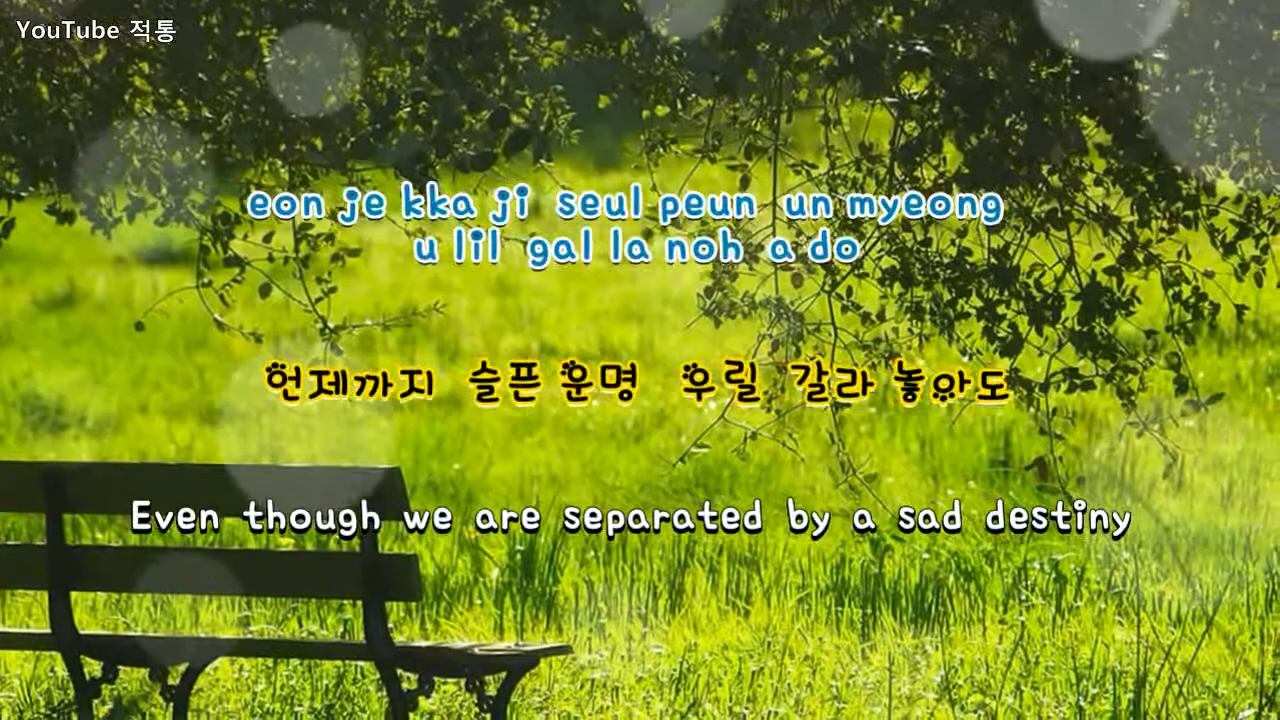 YouTube 적통
eon je kka ji seul peun un myeong
u lil gal la noh a do
언제까지 슬픈 운명 우릴 갈라 놓아도
Even though we are separated by a sad destiny